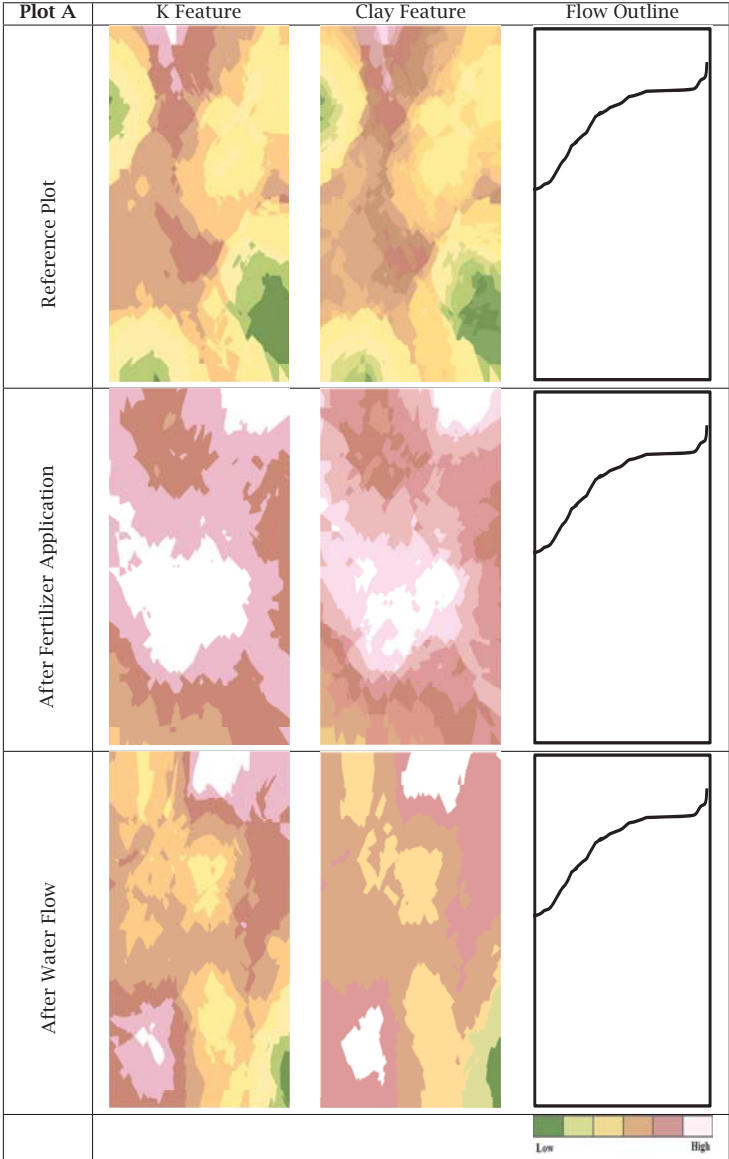 Plot A K Feature Clay Feature Flow Outline
Reference Plot
After Fertilizer Application
After Water Flow
Low High